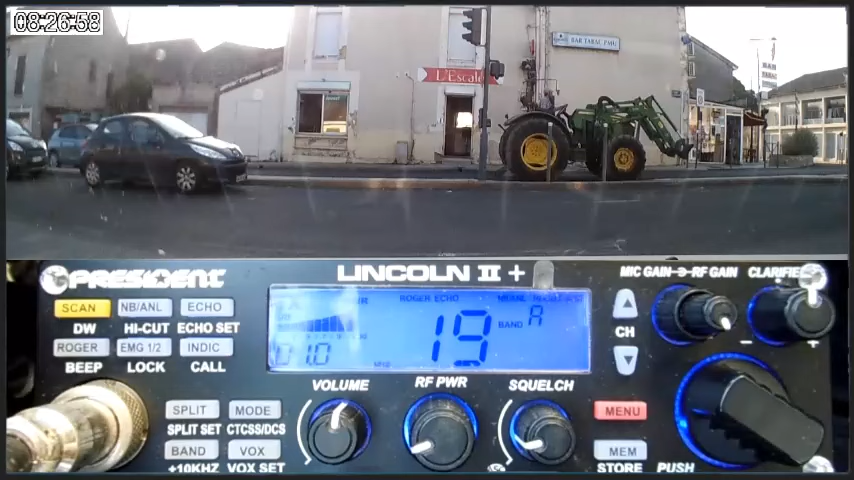 08:26:58
BAR TABAC PMU
L'Escale
PRESIDENT
LINCOLN II +
MIC GAIN RF GAIN CLARIFIER
SCAN NB/ANL ECHO
DW HI-CUT ECHO SET
ROGER EMG 1/2 INDIC
BEEP LOCK CALL
ROGER ECHO
19
BAND A
CH
VOLUME RF PWR SQUELCH
SPLIT MODE
SPLIT SET CTCSS/DCS
BAND VOX
+10KHZ VOX SET
MENU
MEM
STORE PUSH
- +